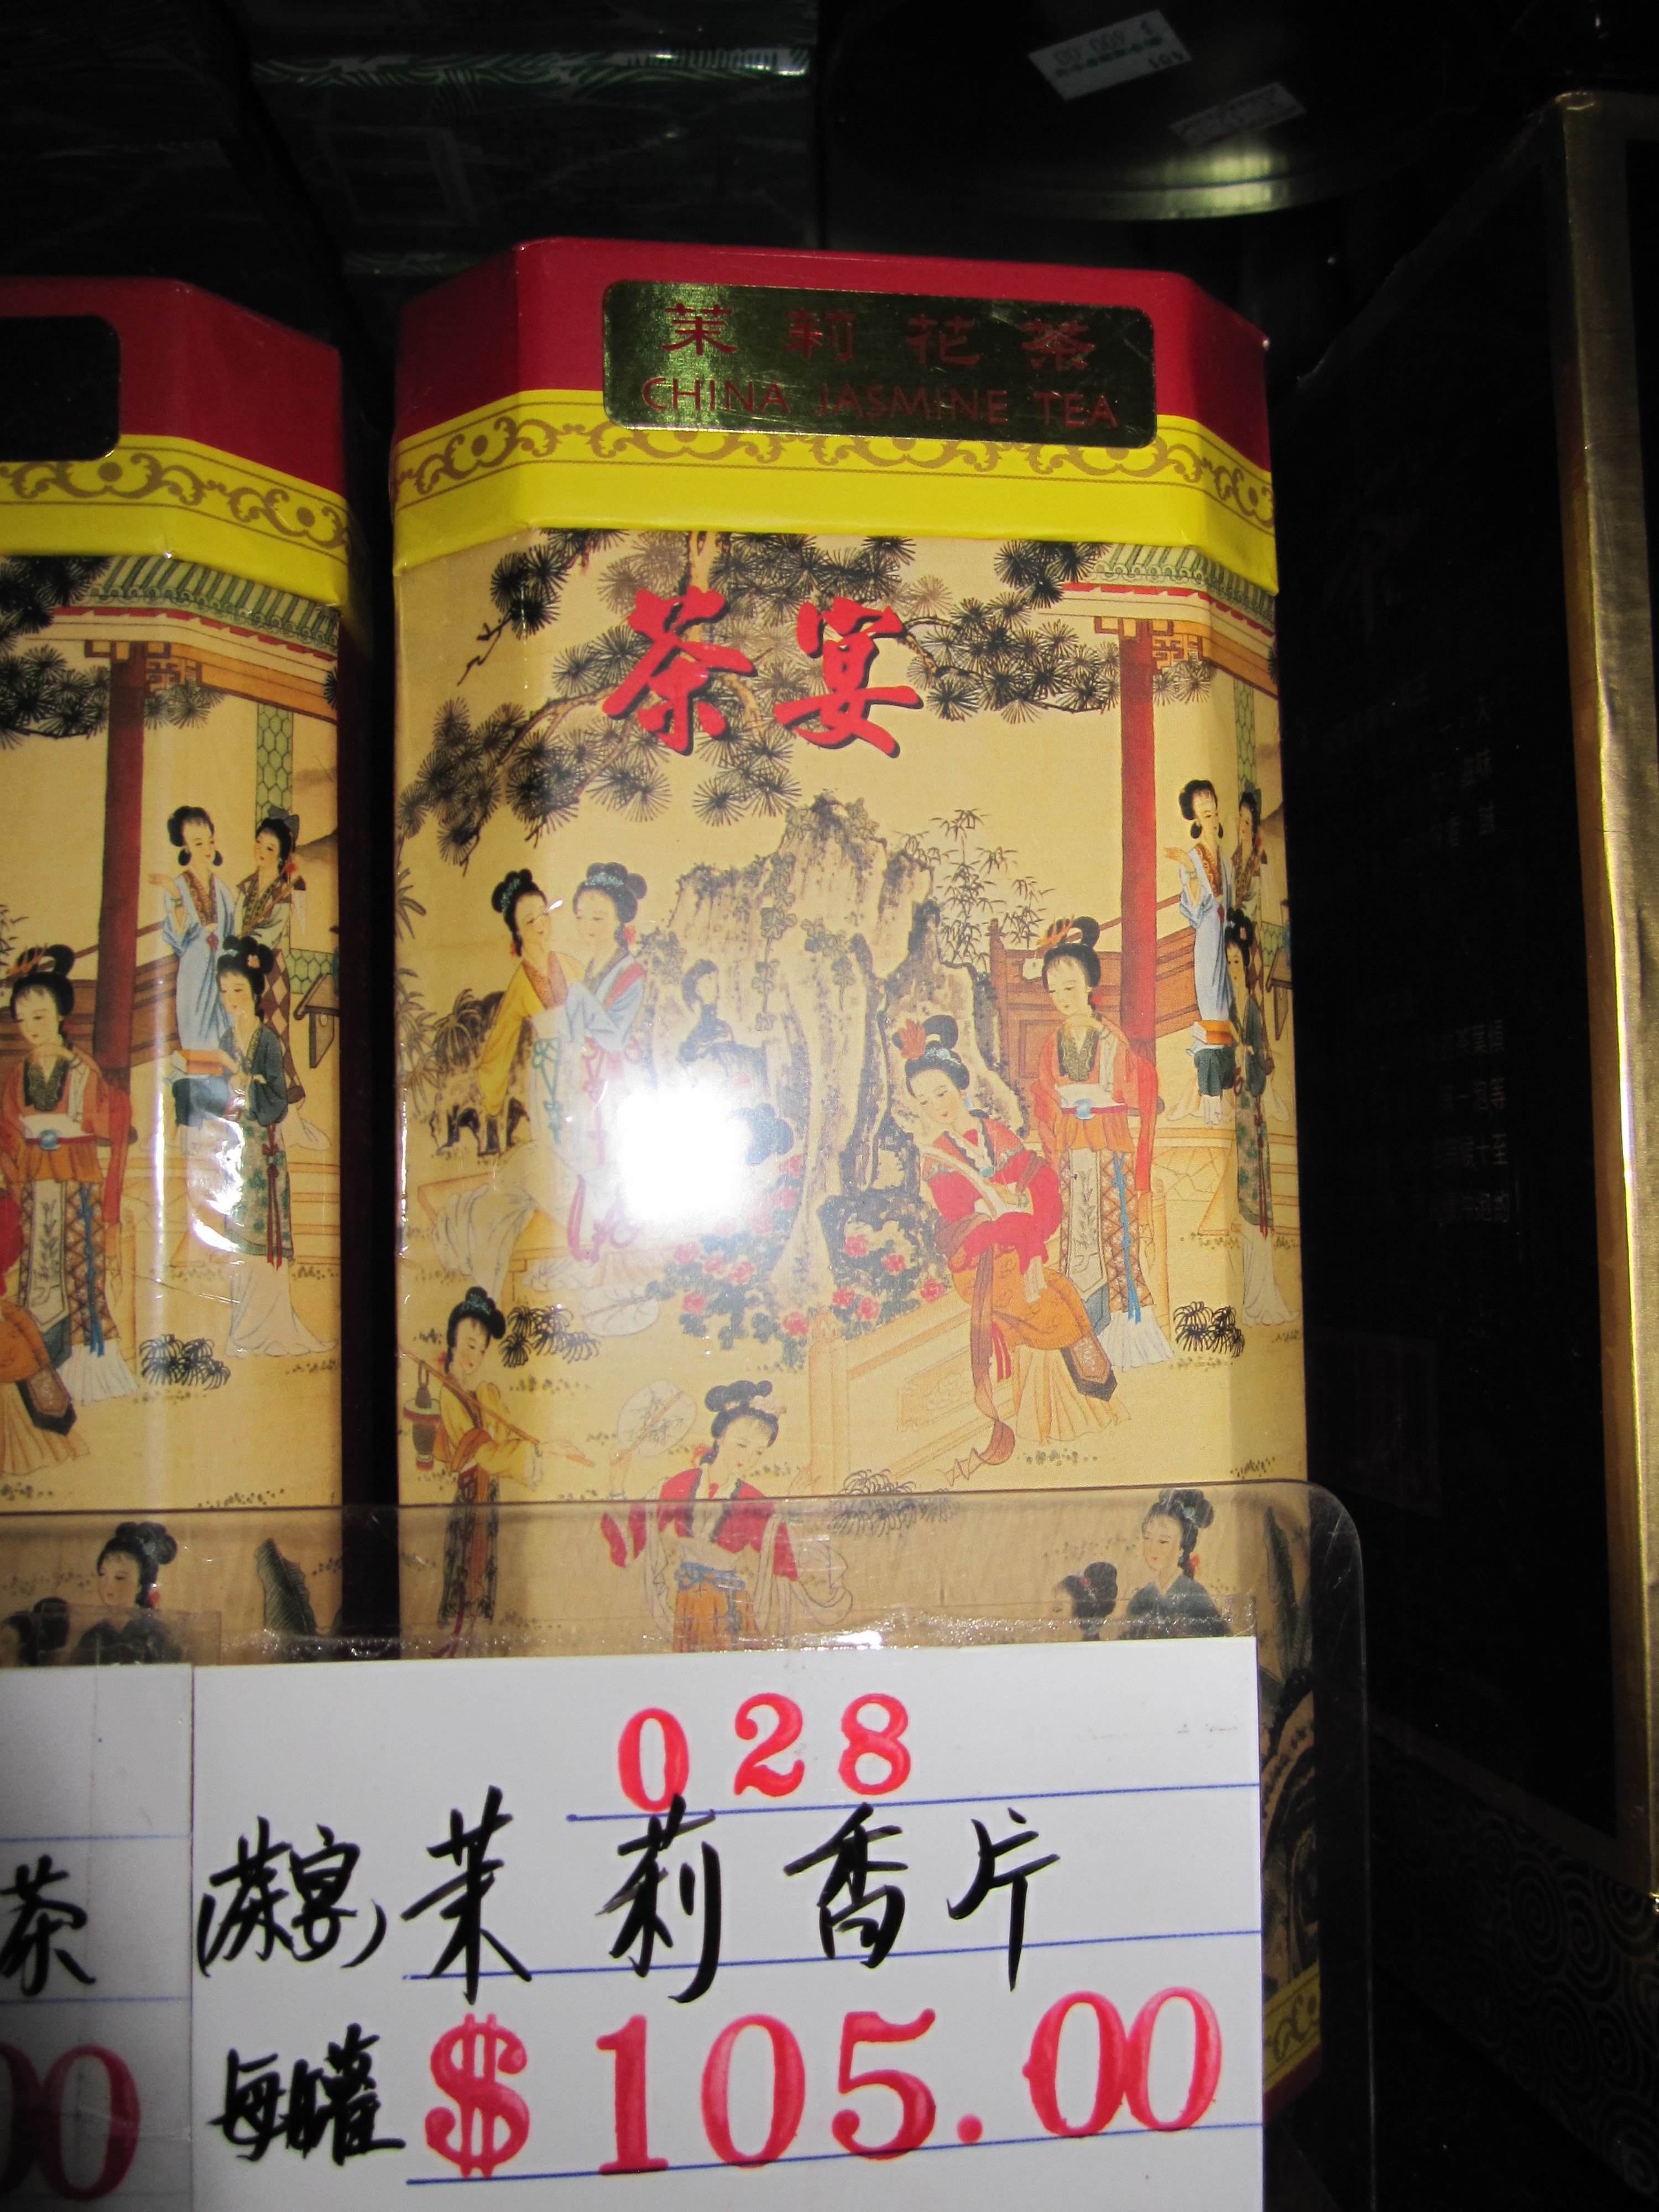 茉莉花茶
CHINA JASMINE TEA
茶宴
028
(茶宴)茉莉香片
每罐 $105.00
茶
00